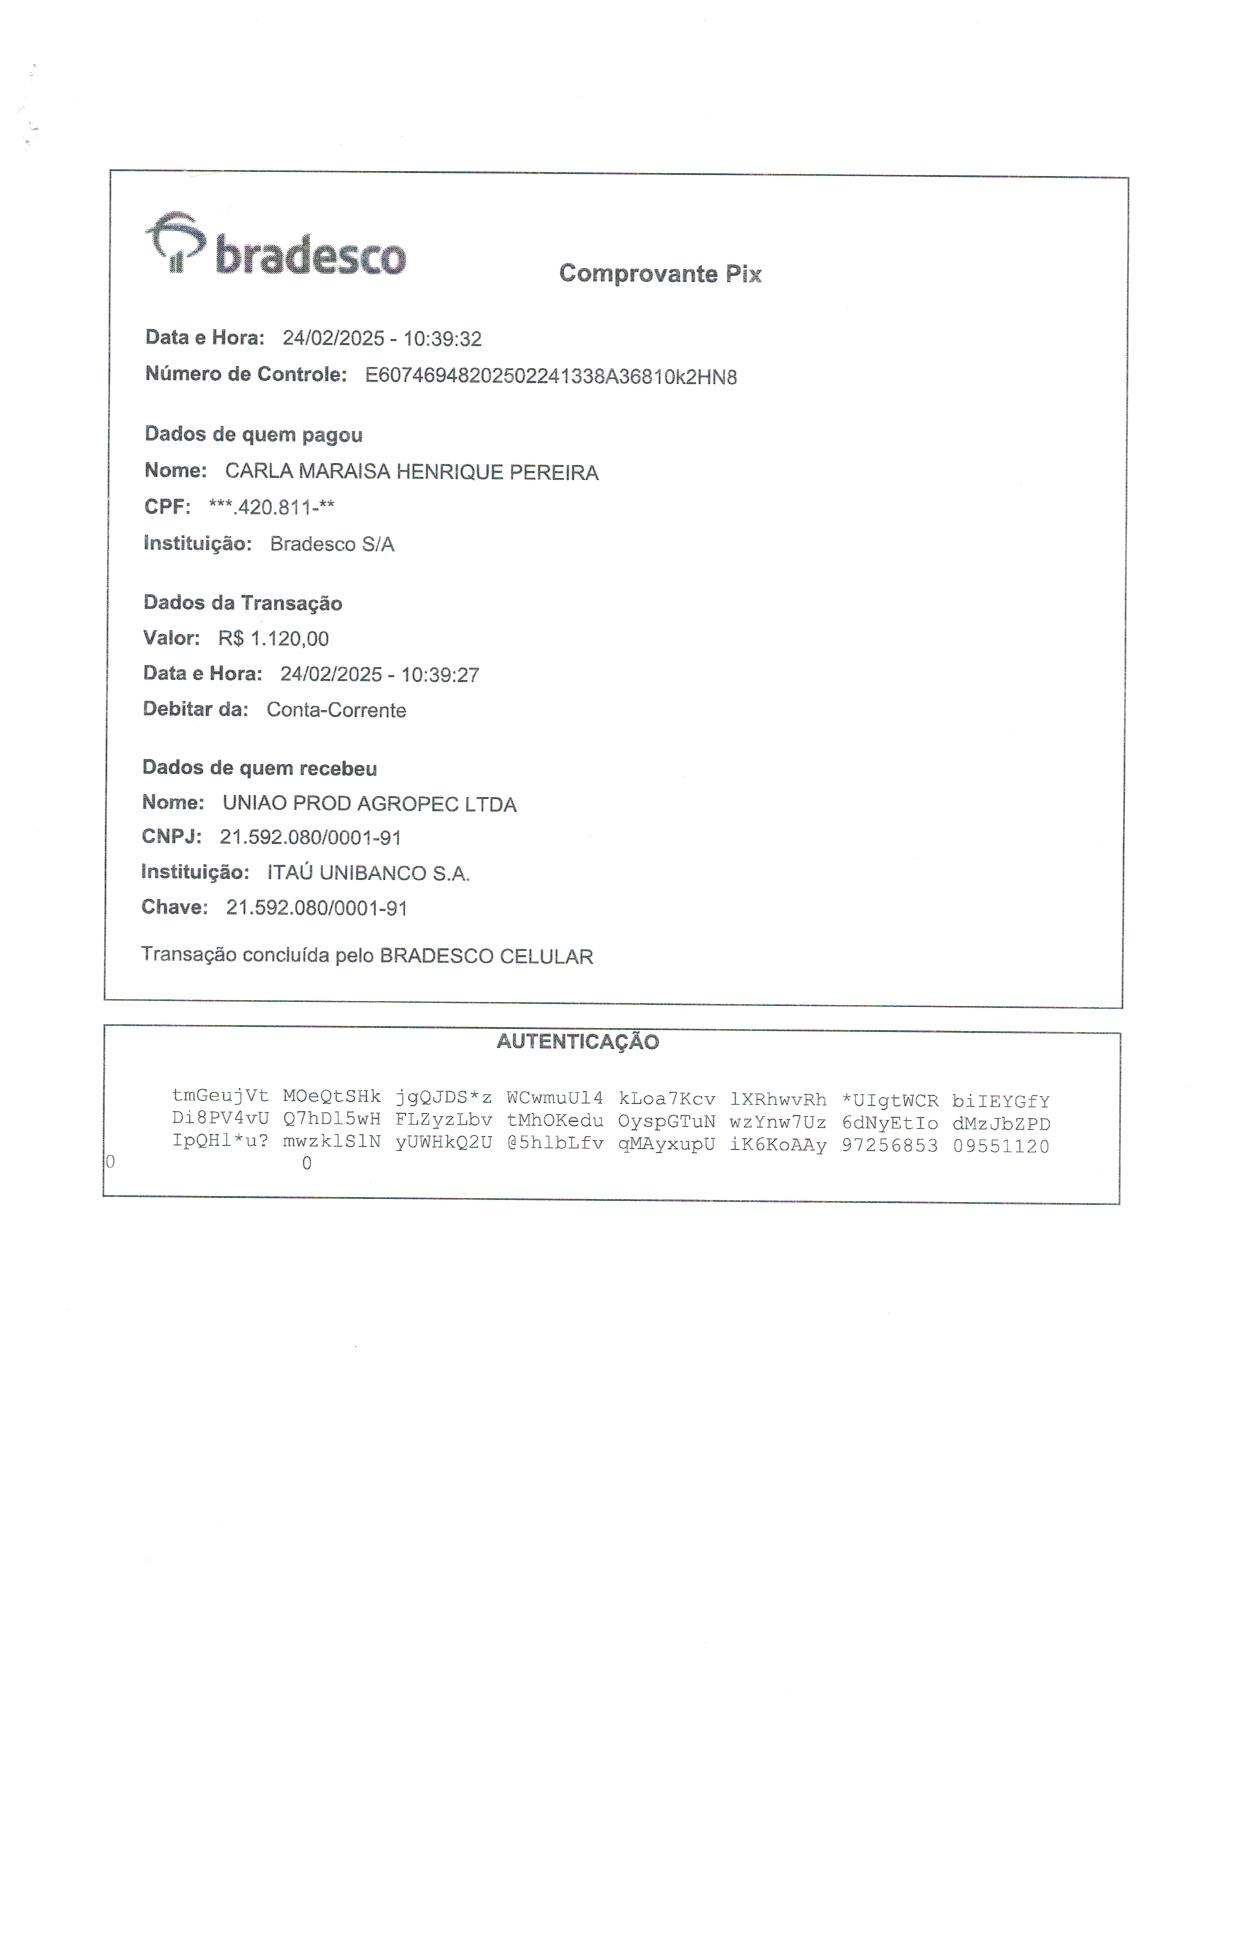 bradesco
Comprovante Pix
Data e Hora: 24/02/2025 - 10:39:32
Número de Controle: E60746948202502241338A36810k2HN8
Dados de quem pagou
Nome: CARLA MARAISA HENRIQUE PEREIRA
CPF: ***.420.811-**
Instituição: Bradesco S/A
Dados da Transação
Valor: R$ 1.120,00
Data e Hora: 24/02/2025 - 10:39:27
Debitar da: Conta-Corrente
Dados de quem recebeu
Nome: UNIAO PROD AGROPEC LTDA
CNPJ: 21.592.080/0001-91
Instituição: ITAÚ UNIBANCO S.A.
Chave: 21.592.080/0001-91
Transação concluída pelo BRADESCO CELULAR
AUTENTICAÇÃO
tmGeujVt MOeQtSHk jgQJDS*z WCwmuUl4 kLoa7Kcv lXRhwvRh *UIgtWCR biIEYGfY
Di8PV4vU Q7hDl5wH FLZyzLbv tMhOKedu OyspGTuN wzYnw7Uz 6dNyEtIo dMzJbZPD
IpQHl*u? mwzklSlN yUWHkQ2U @5hlbLfv qMAyxupU iK6KoAAy 97256853 09551120
0 0